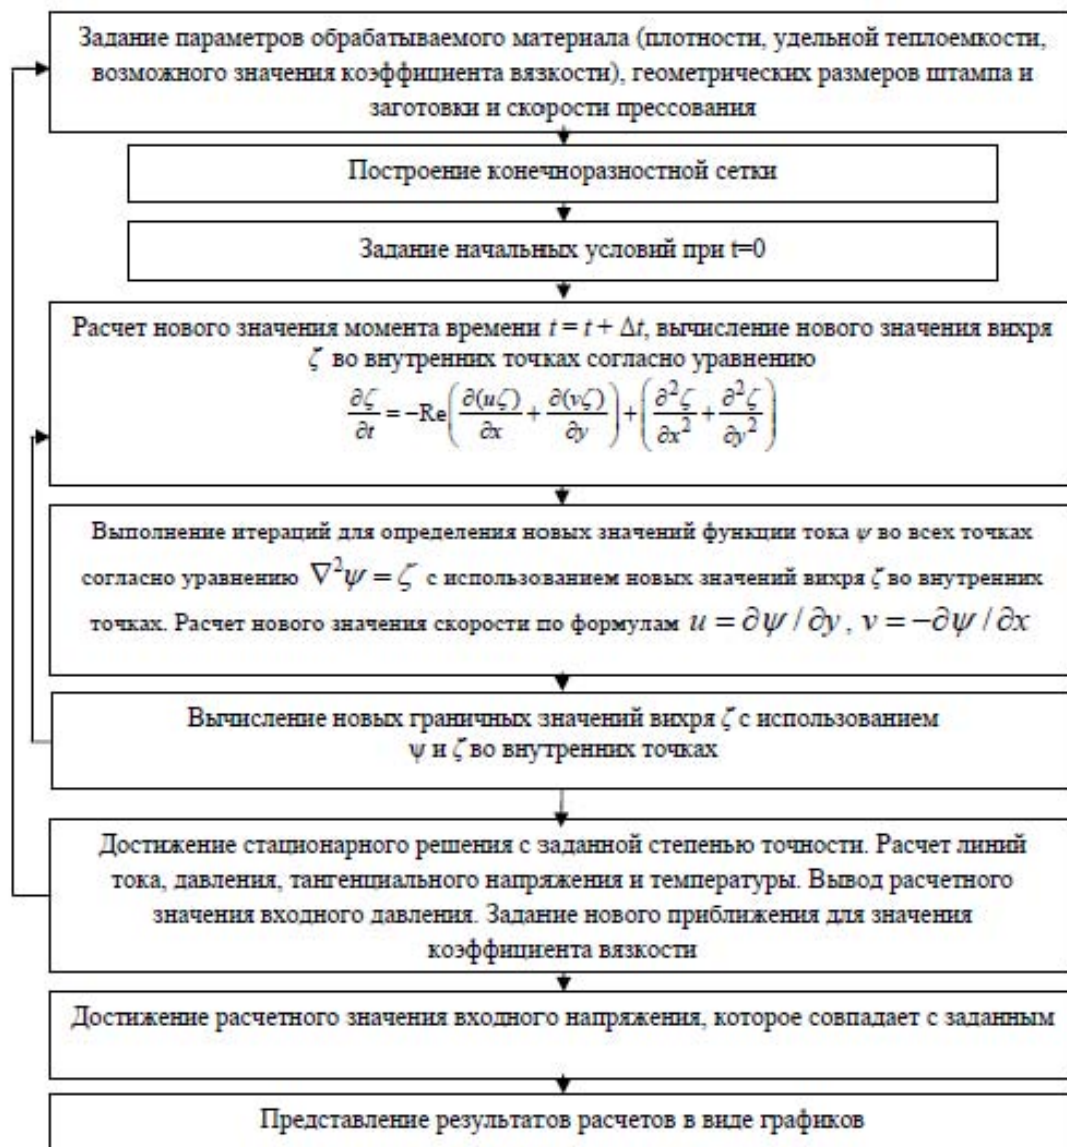 Задание параметров обрабатываемого материала (плотности, удельной теплоемкости,
возможного значения коэффициента вязкости), геометрических размеров штампа и
заготовки и скорости прессования
Построение конечноразностной сетки
Задание начальных условий при t=0
Расчет нового значения момента времени t = t + Δt, вычисление нового значения вихря
ζ во внутренних точках согласно уравнению
∂ζ/∂t = −Re(∂(uζ)/∂x + ∂(vζ)/∂y) + (∂²ζ/∂x² + ∂²ζ/∂y²)
Выполнение итераций для определения новых значений функции тока ψ во всех точках
согласно уравнению ∇²ψ = ζ с использованием новых значений вихря ζ во внутренних
точках. Расчет нового значения скорости по формулам u = ∂ψ / ∂y , v = −∂ψ / ∂x
Вычисление новых граничных значений вихря ζ с использованием
ψ и ζ во внутренних точках
Достижение стационарного решения с заданной степенью точности. Расчет линий
тока, давления, тангенциального напряжения и температуры. Вывод расчетного
значения входного давления. Задание нового приближения для значения
коэффициента вязкости
Достижение расчетного значения входного напряжения, которое совпадает с заданным
Представление результатов расчетов в виде графиков